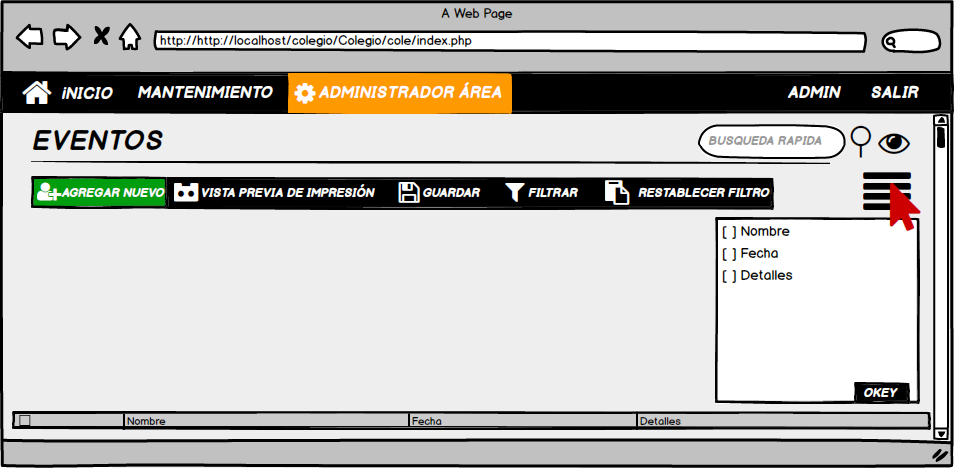 A Web Page
http://http://localhost/colegio/Colegio/cole/index.php
iNICIO MANTENIMIENTO ADMINISTRADOR ÁREA ADMIN SALIR
EVENTOS BUSQUEDA RAPIDA
AGREGAR NUEVO VISTA PREVIA DE IMPRESIÓN GUARDAR FILTRAR RESTABLECER FILTRO
[ ] Nombre
[ ] Fecha
[ ] Detalles
OKEY
Nombre Fecha Detalles